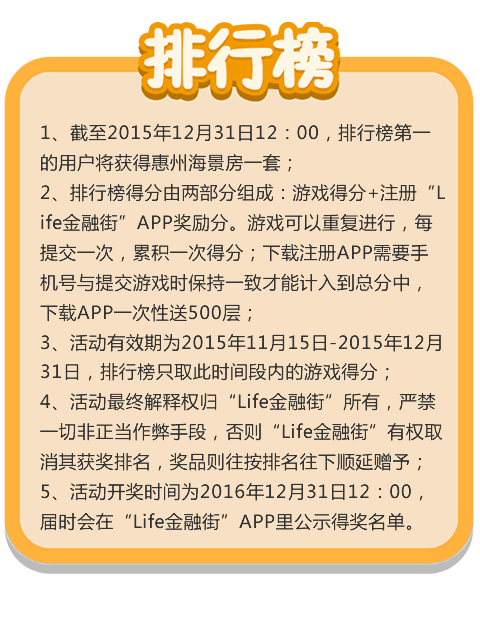 排行榜
1、截至2015年12月31日12：00，排行榜第一
的用户将获得惠州海景房一套；
2、排行榜得分由两部分组成：游戏得分+注册“L
ife金融街”APP奖励分。游戏可以重复进行，每
提交一次，累积一次得分；下载注册APP需要手
机号与提交游戏时保持一致才能计入到总分中，
下载APP一次性送500层；
3、活动有效期为2015年11月15日-2015年12月
31日，排行榜只取此时间段内的游戏得分；
4、活动最终解释权归“Life金融街”所有，严禁
一切非正当作弊手段，否则“Life金融街”有权取
消其获奖排名，奖品则往按排名往下顺延赠予；
5、活动开奖时间为2016年12月31日12：00，
届时会在“Life金融街”APP里公示得奖名单。